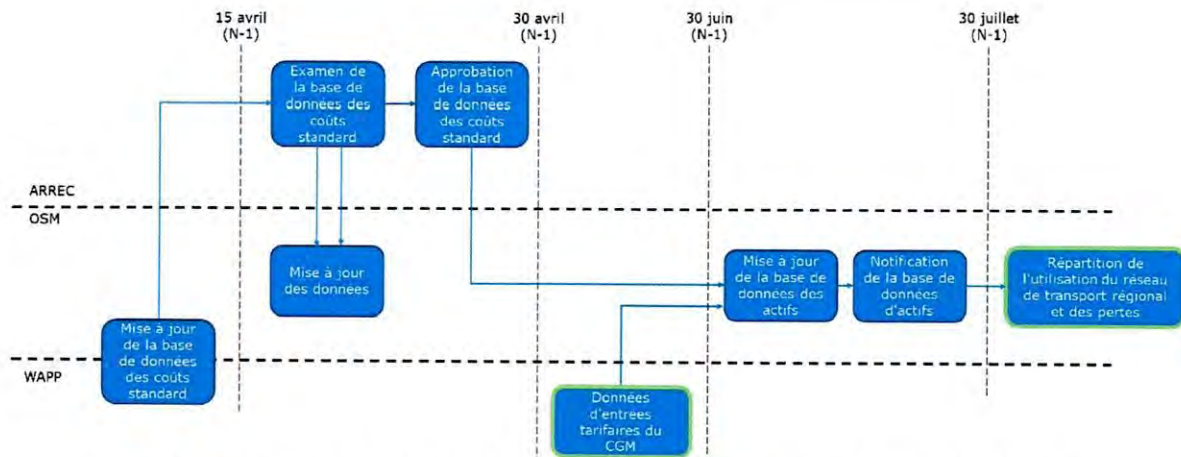 15 avril
(N-1)
30 avril
(N-1)
30 juin
(N-1)
30 juillet
(N-1)
Examen de
la base de
données des
coûts
standard
Approbation
de la base
de données
des coûts
standard
ARREC
OSM
Mise à jour
des données
Mise à jour
de la base de
données des
actifs
Notification
de la base de
données
d'actifs
Répartition de
l'utilisation du réseau
de transport régional
et des pertes
Mise à jour
de la base
de données
des coûts
standard
WAPP
Données
d'entrées
tarifaires du
CGM